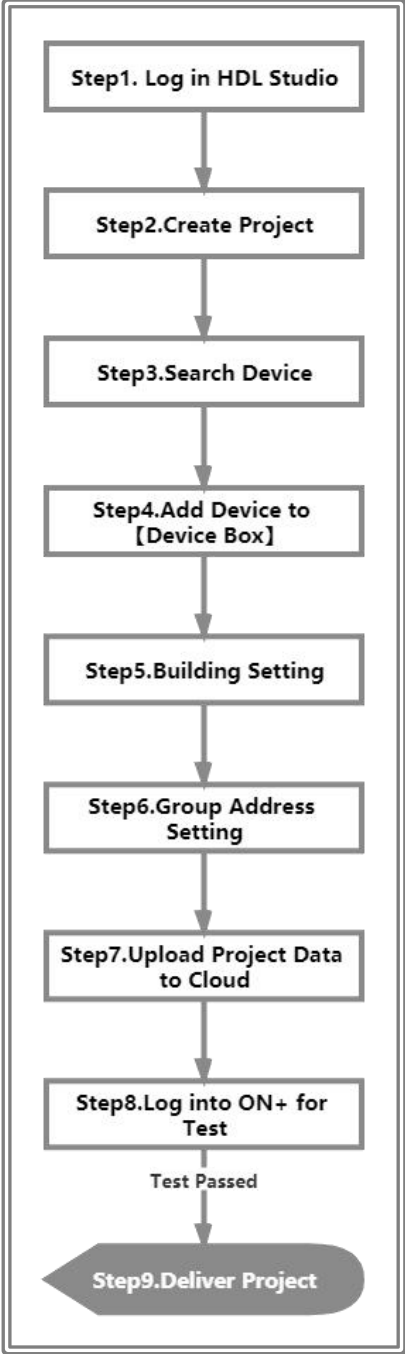 Step1. Log in HDL Studio
Step2.Create Project
Step3.Search Device
Step4.Add Device to
【Device Box】
Step5.Building Setting
Step6.Group Address
Setting
Step7.Upload Project Data
to Cloud
Step8.Log into ON+ for
Test
Test Passed
Step9.Deliver Project